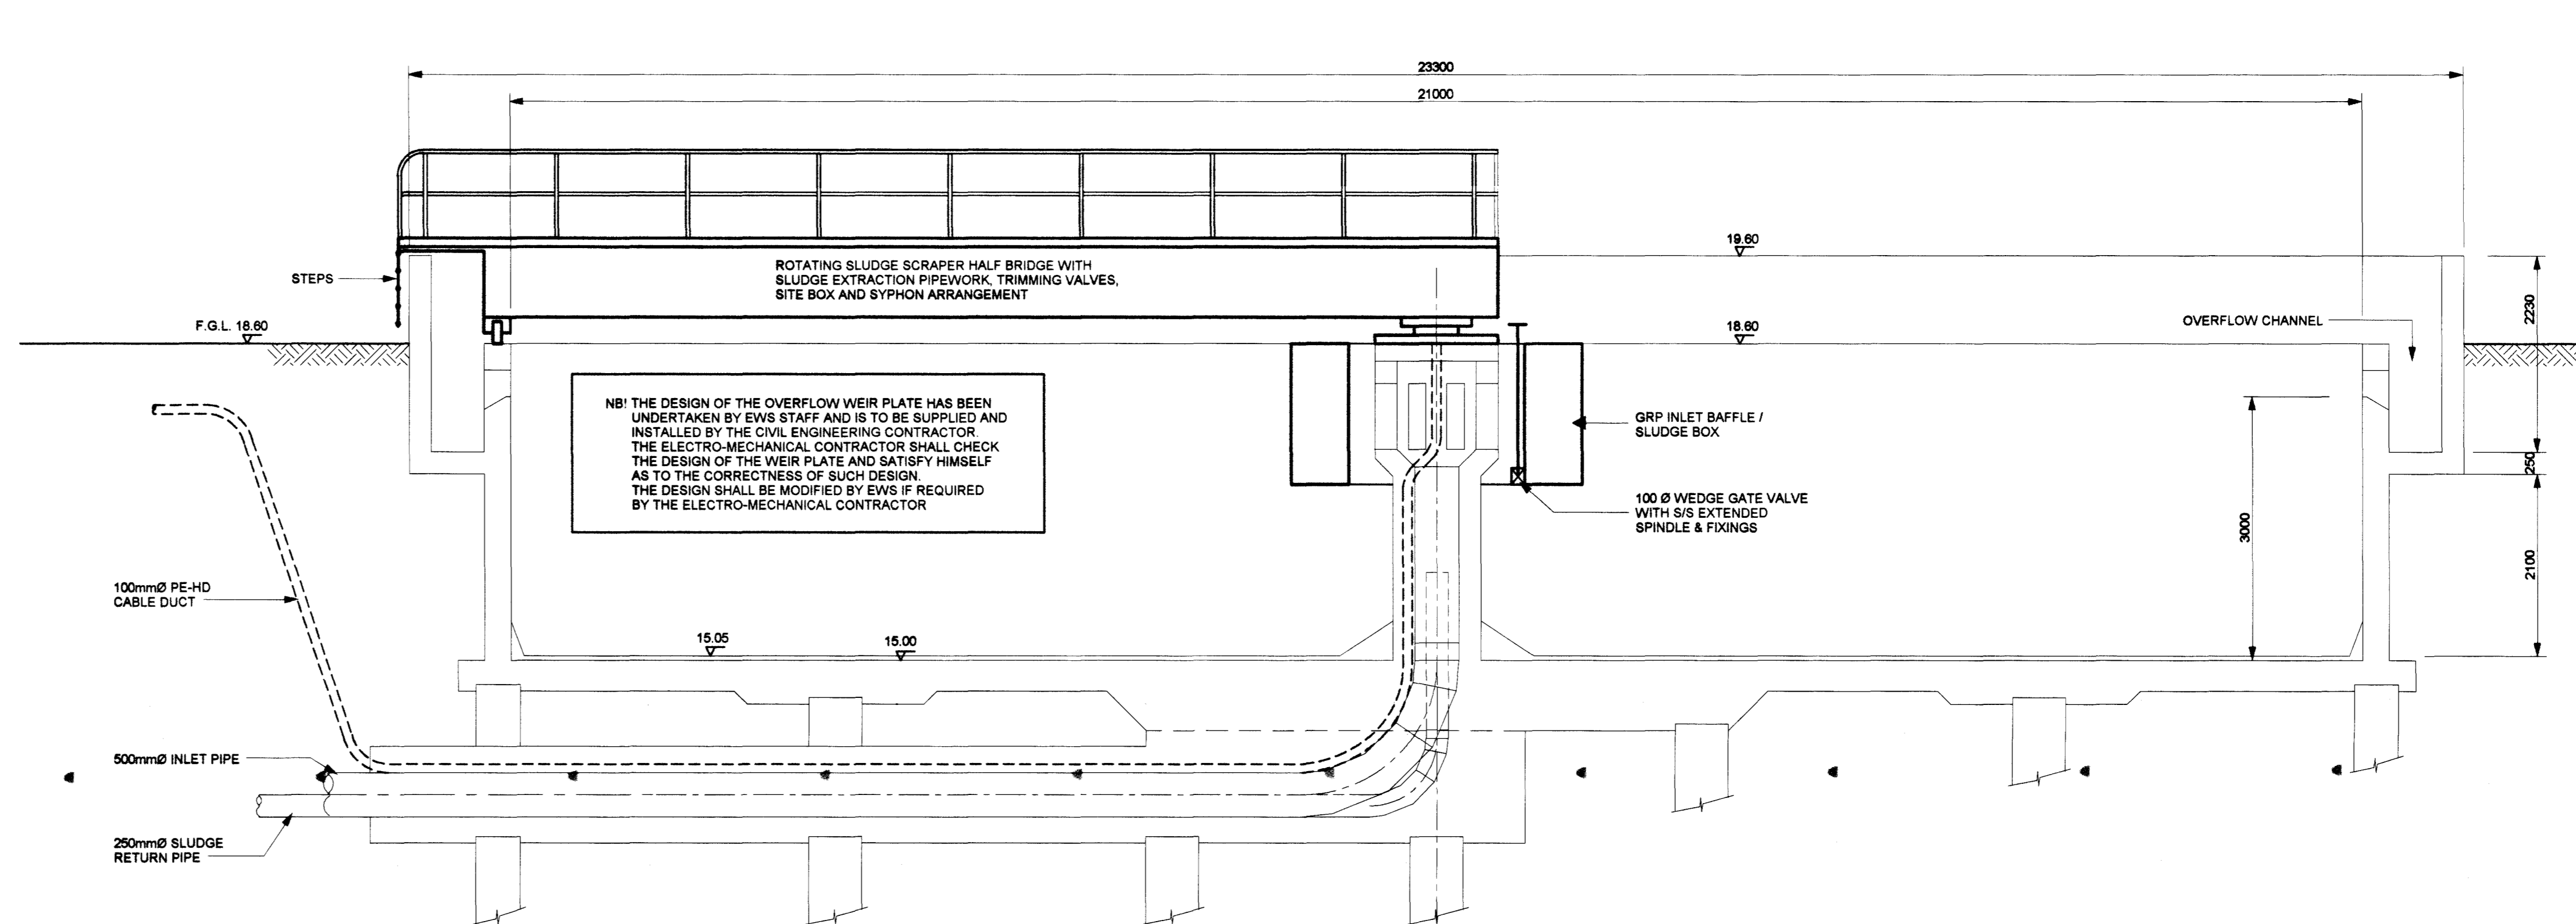 23300
21000
19.60
ROTATING SLUDGE SCRAPER HALF BRIDGE WITH
SLUDGE EXTRACTION PIPEWORK, TRIMMING VALVES,
SITE BOX AND SYPHON ARRANGEMENT
STEPS
2230
F.G.L. 18.60
18.60
OVERFLOW CHANNEL
NB! THE DESIGN OF THE OVERFLOW WEIR PLATE HAS BEEN
UNDERTAKEN BY EWS STAFF AND IS TO BE SUPPLIED AND
INSTALLED BY THE CIVIL ENGINEERING CONTRACTOR.
THE ELECTRO-MECHANICAL CONTRACTOR SHALL CHECK
THE DESIGN OF THE WEIR PLATE AND SATISFY HIMSELF
AS TO THE CORRECTNESS OF SUCH DESIGN.
THE DESIGN SHALL BE MODIFIED BY EWS IF REQUIRED
BY THE ELECTRO-MECHANICAL CONTRACTOR
GRP INLET BAFFLE /
SLUDGE BOX
250
100 Ø WEDGE GATE VALVE
WITH S/S EXTENDED
SPINDLE & FIXINGS
3000
2100
100mmØ PE-HD
CABLE DUCT
15.05
15.00
500mmØ INLET PIPE
250mmØ SLUDGE
RETURN PIPE